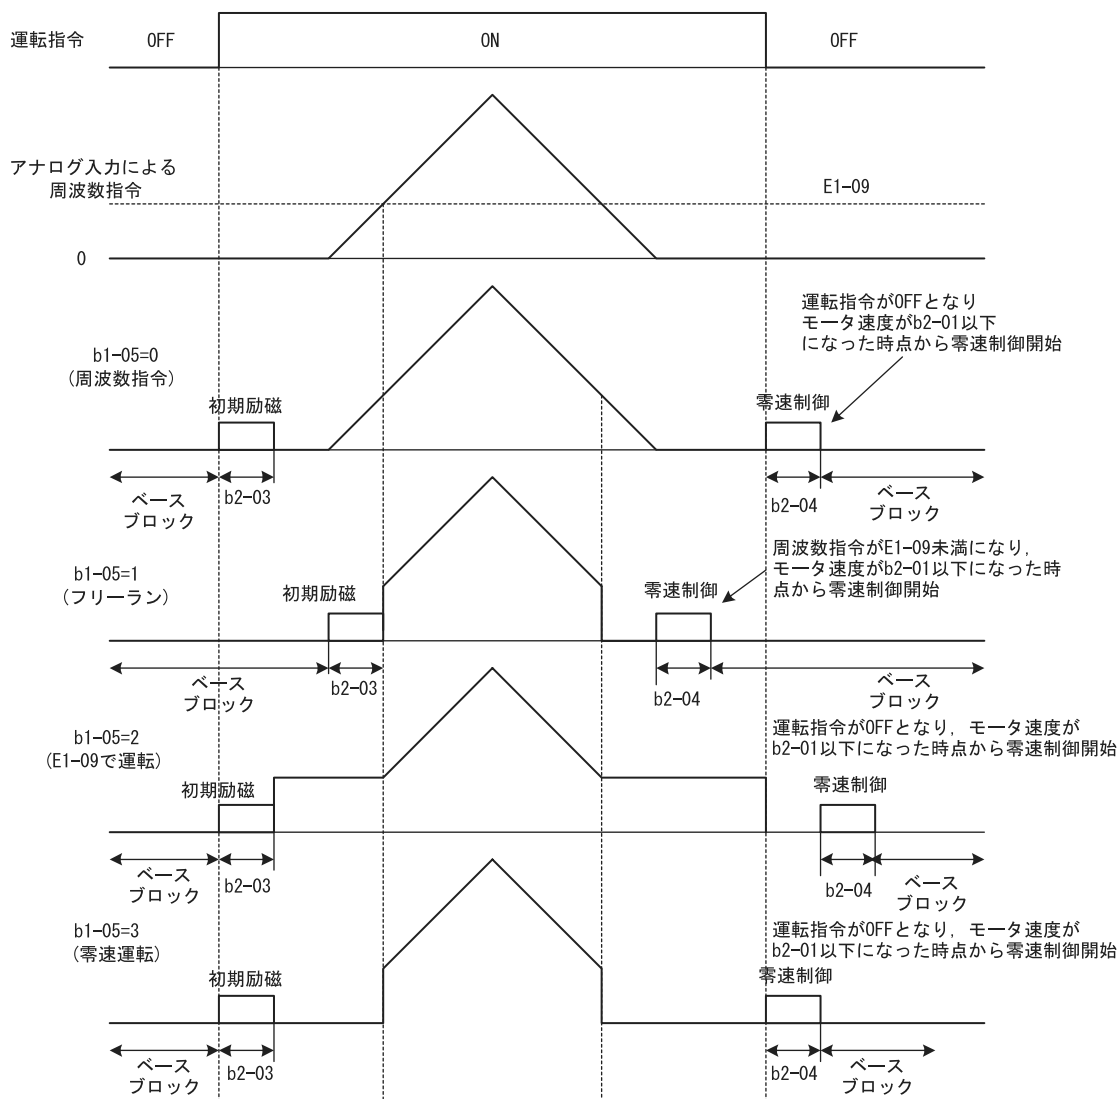 運転指令
OFF
ON
OFF
アナログ入力による
周波数指令
E1-09
0
運転指令がOFFとなり
モータ速度がb2-01以下
になった時点から零速制御開始
b1-05=0
(周波数指令)
初期励磁
零速制御
ベース
ブロック
b2-03
b2-04
ベース
ブロック
周波数指令がE1-09未満になり,
モータ速度がb2-01以下になった時
点から零速制御開始
b1-05=1
(フリーラン)
初期励磁
零速制御
ベース
ブロック
b2-03
b2-04
ベース
ブロック
運転指令がOFFとなり, モータ速度が
b2-01以下になった時点から零速制御開始
b1-05=2
(E1-09で運転)
初期励磁
零速制御
ベース
ブロック
b2-03
b2-04
ベース
ブロック
運転指令がOFFとなり, モータ速度が
b2-01以下になった時点から零速制御開始
b1-05=3
(零速運転)
初期励磁
零速制御
ベース
ブロック
b2-03
b2-04
ベース
ブロック